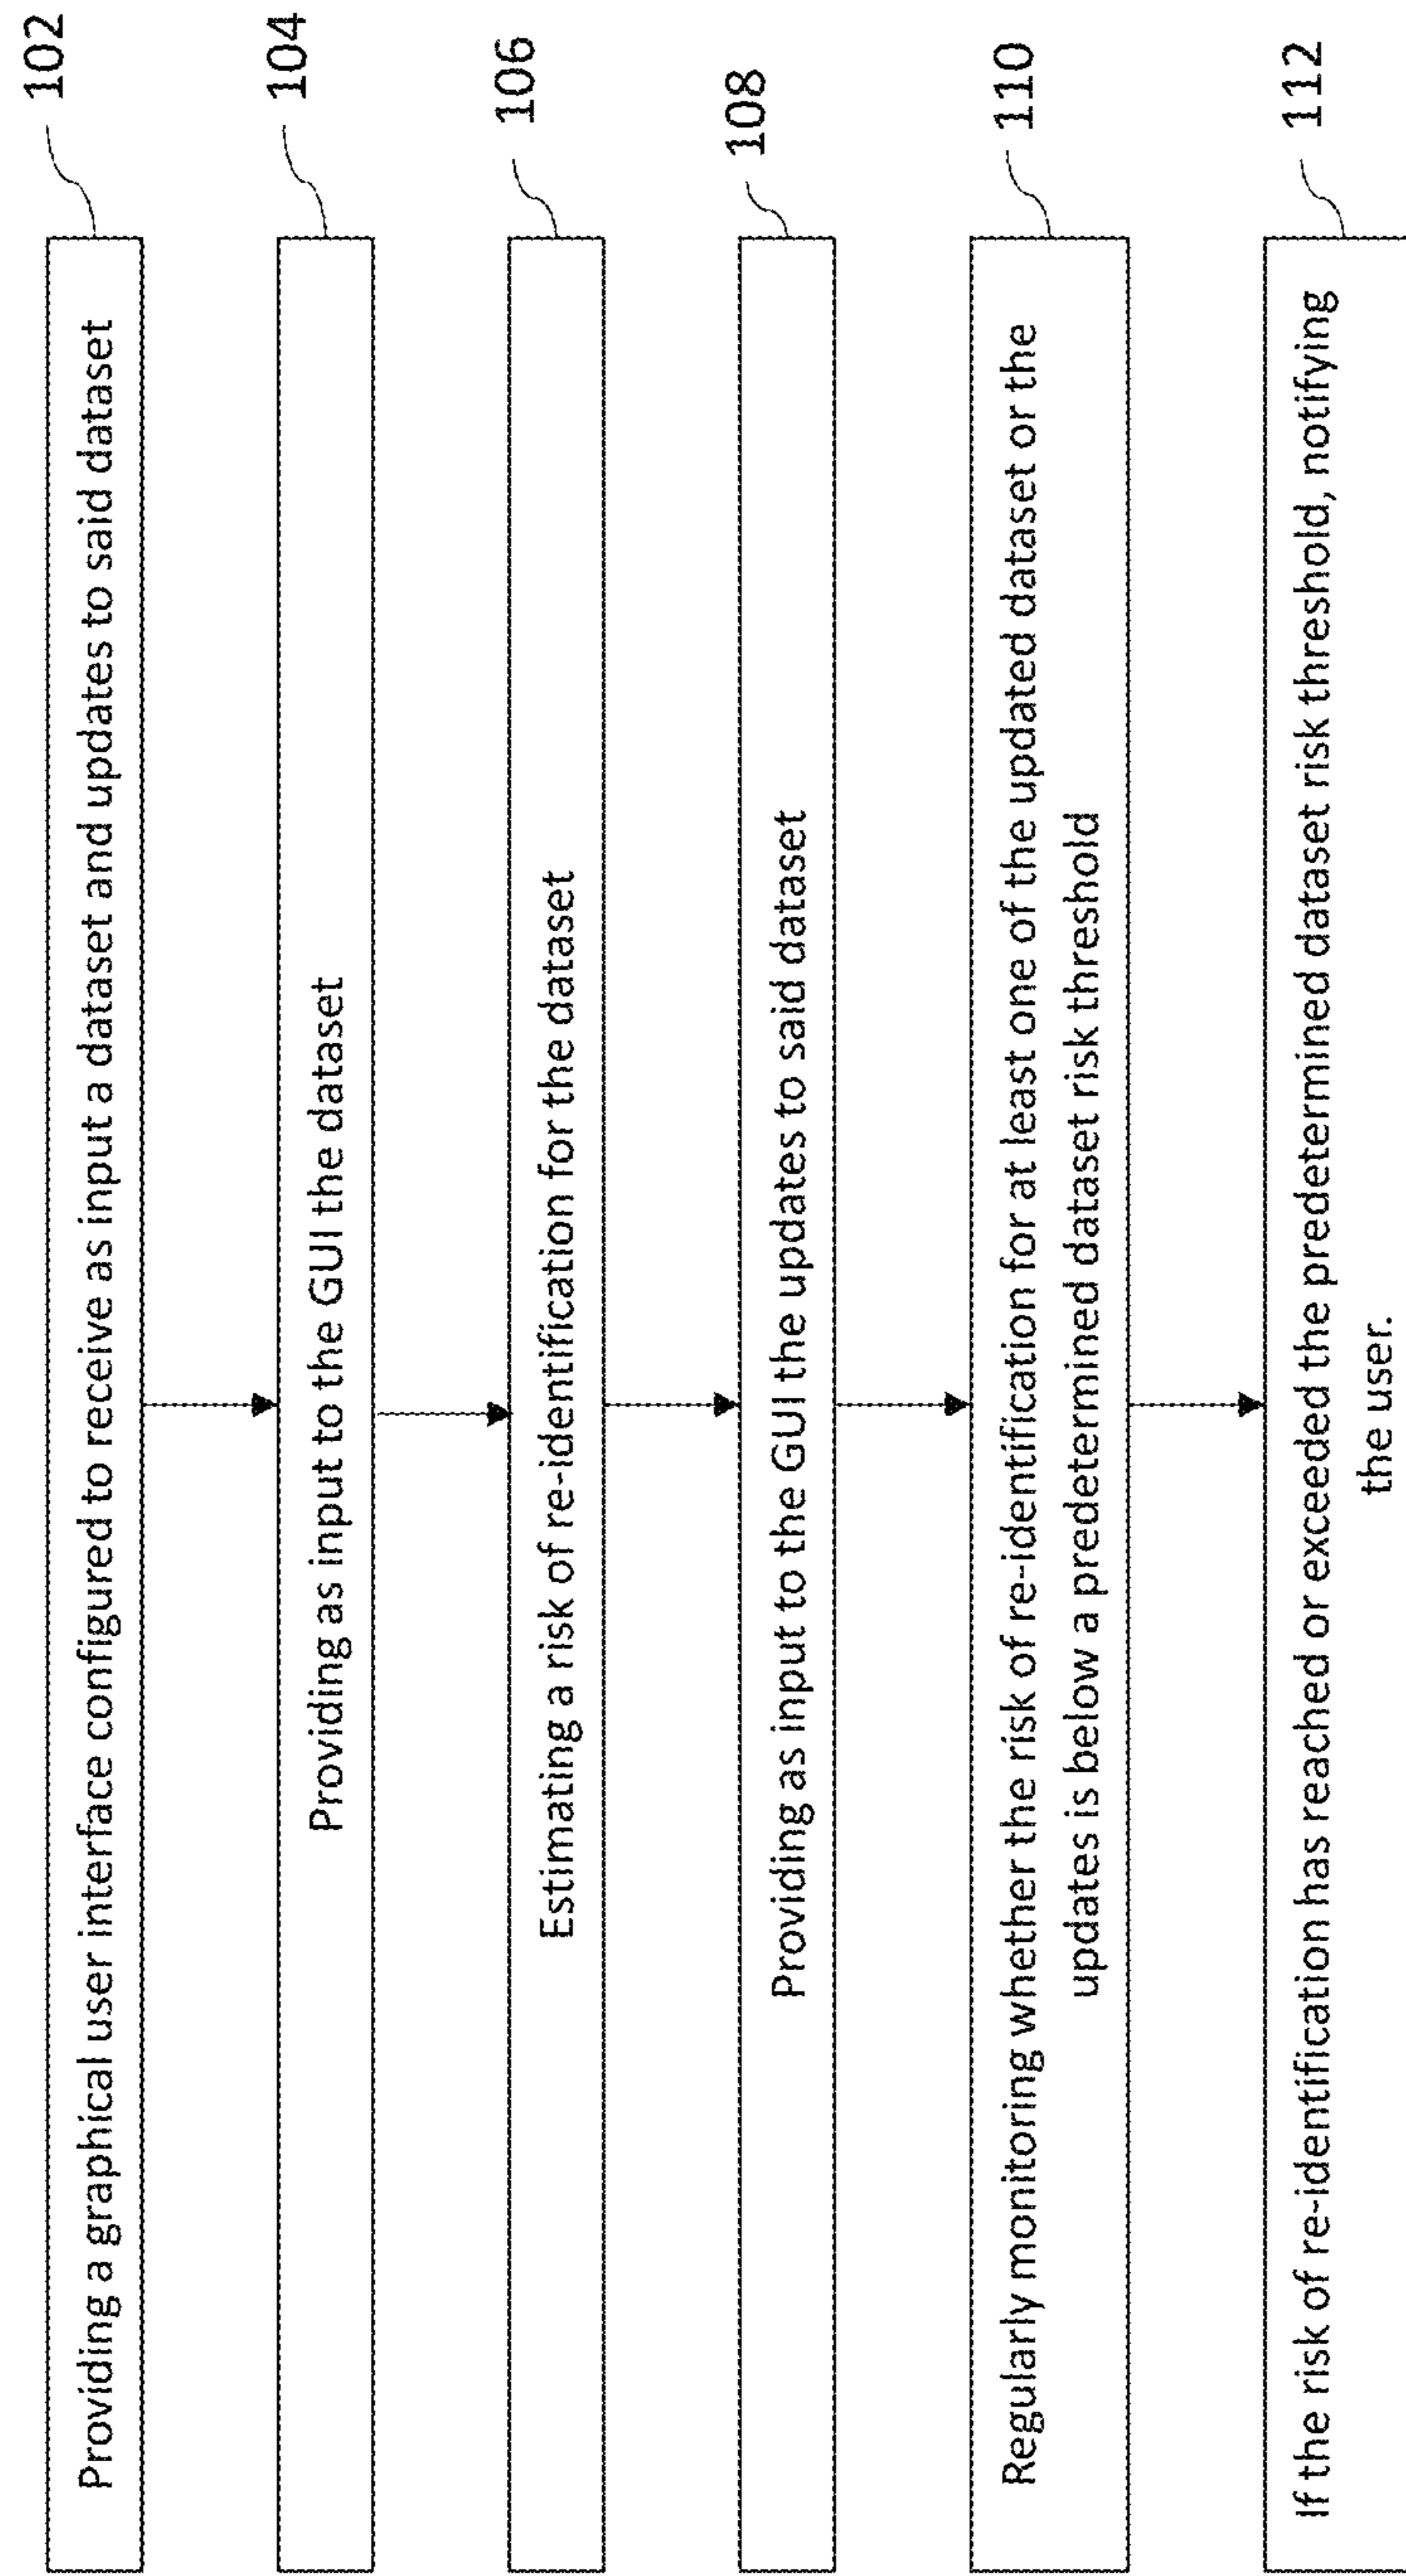 Providing a graphical user interface configured to receive as input a dataset and updates to said dataset
102
Providing as input to the GUI the dataset
104
Estimating a risk of re-identification for the dataset
106
Providing as input to the GUI the updates to said dataset
108
Regularly monitoring whether the risk of re-identification for at least one of the updated dataset or the
updates is below a predetermined dataset risk threshold
110
If the risk of re-identification has reached or exceeded the predetermined dataset risk threshold, notifying
the user.
112